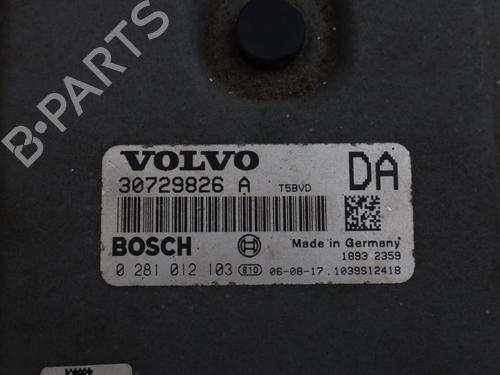 B-PARTS
VOLVO
DA
30729826 A T5BVD
BOSCH
Made in Germany
1893 2359
0 281 012 103 810 06-08-17.1039S12418